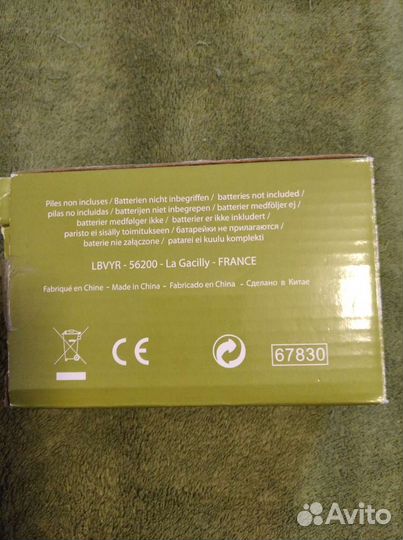 Piles non incluses / Batterien nicht inbegriffen / batteries not included /
pilas no incluidas / batterijen niet inbegrepen / batterier medföljer ej /
batterier medfølger ikke / batterier er ikke inkludert /
paristo ei sisälly toimitukseen / батарейки не прилагаются /
baterie nie załączone / patarei ei kuulu komplekti
LBVYR - 56200 - La Gacilly - FRANCE
Fabriqué en Chine - Made in China - Fabricado en China - Сделано в Китае
CE
67830
Avito